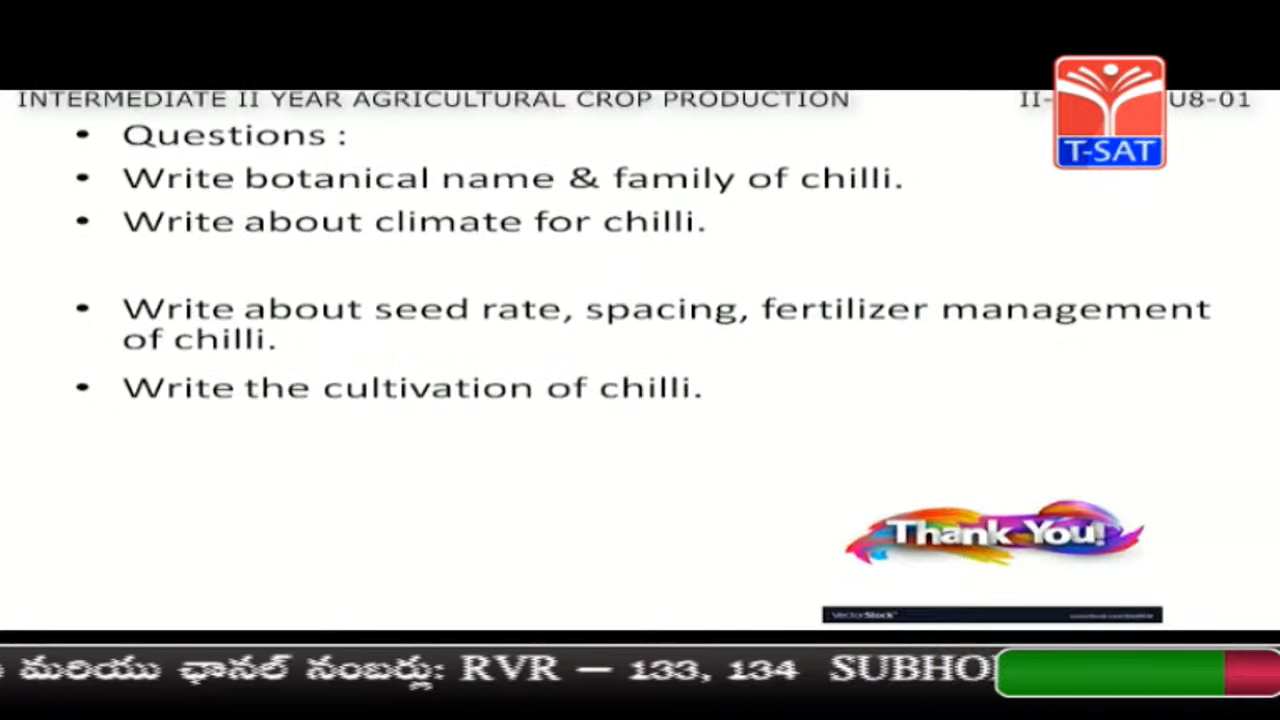 INTERMEDIATE II YEAR AGRICULTURAL CROP PRODUCTION II- U8-01
T-SAT
• Questions :
• Write botanical name & family of chilli.
• Write about climate for chilli.
• Write about seed rate, spacing, fertilizer management
of chilli.
• Write the cultivation of chilli.
Thank You!
VectorStock
మరియు ఛానల్ నంబర్లు: RVR – 133, 134 SUBHO